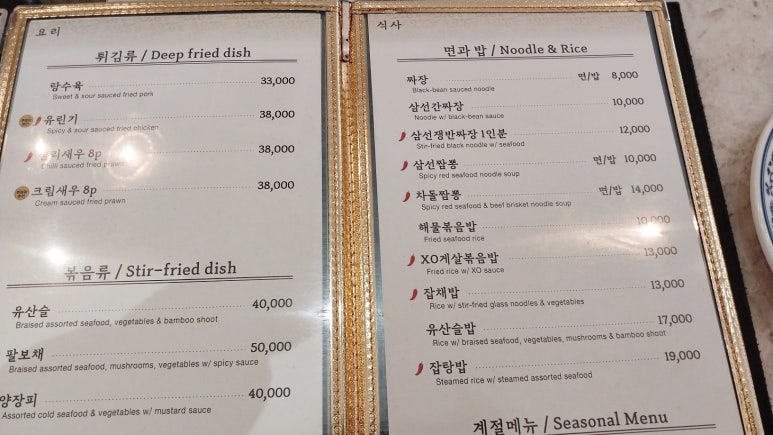 요리
튀김류 / Deep fried dish
탕수육 33,000
Sweet & sour sauced fried pork
유린기 38,000
Spicy & sour sauced fried chicken
칠리새우 8p 38,000
Chilli sauced fried prawn
크림새우 8p 38,000
Cream sauced fried prawn
볶음류 / Stir-fried dish
유산슬 40,000
Braised assorted seafood, vegetables & bamboo shoot
팔보채 50,000
Braised assorted seafood, mushrooms, vegetables w/ spicy sauce
양장피 40,000
Assorted cold seafood & vegetables w/ mustard sauce
식사
면과 밥 / Noodle & Rice
짜장 면/밥 8,000
Black-bean sauced noodle
삼선간짜장 10,000
Noodle w/ black-bean sauce
삼선쟁반짜장 1인분 12,000
Stir-fried black noodle w/ seafood
삼선짬뽕 면/밥 10,000
Spicy red seafood noodle soup
차돌짬뽕 면/밥 14,000
Spicy red seafood & beef brisket noodle soup
해물볶음밥 10,000
Fried seafood rice
XO게살볶음밥 13,000
Fried rice w/ XO sauce
잡채밥 13,000
Rice w/ stir-fried glass noodles & vegetables
유산슬밥 17,000
Rice w/ braised seafood, vegetables, mushrooms & bamboo shoot
잡탕밥 19,000
Steamed rice w/ steamed assorted seafood
계절메뉴 / Seasonal Menu